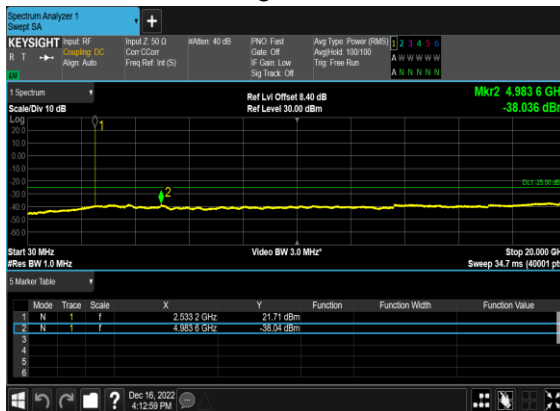 Spectrum Analyzer 1
Swept SA
+
KEYSIGHT Input: RF Input Z: 50 Ω #Atten: 40 dB PNO: Fast Avg Type: Power (RMS) 1 2 3 4 5 6
R T Coupling: DC Corr CCorr Gate: Off Avg|Hold: 100/100 A W W W W W
Align: Auto Freq Ref: Int (S) IF Gain: Low Trig: Free Run
Sig Track: Off A N N N N N
1 Spectrum Ref Lvl Offset 8.40 dB Mkr2 4.983 6 GH
Scale/Div 10 dB Ref Level 30.00 dBm -38.036 dBr
Log
20.0
10.0
0.00
-10.0
-20.0
-30.0
-40.0
-50.0
-60.0
1
2
DL1 -25.00 dB
Start 30 MHz Video BW 3.0 MHz* Stop 20.000 GH
#Res BW 1.0 MHz Sweep 34.7 ms (40001 pt
5 Marker Table
Mode Trace Scale X Y Function Function Width Function Value
1 N 1 f 2.533 2 GHz 21.71 dBm
2 N 1 f 4.983 6 GHz -38.04 dBm
3
4
5
6
? Dec 16, 2022
4:12:59 PM